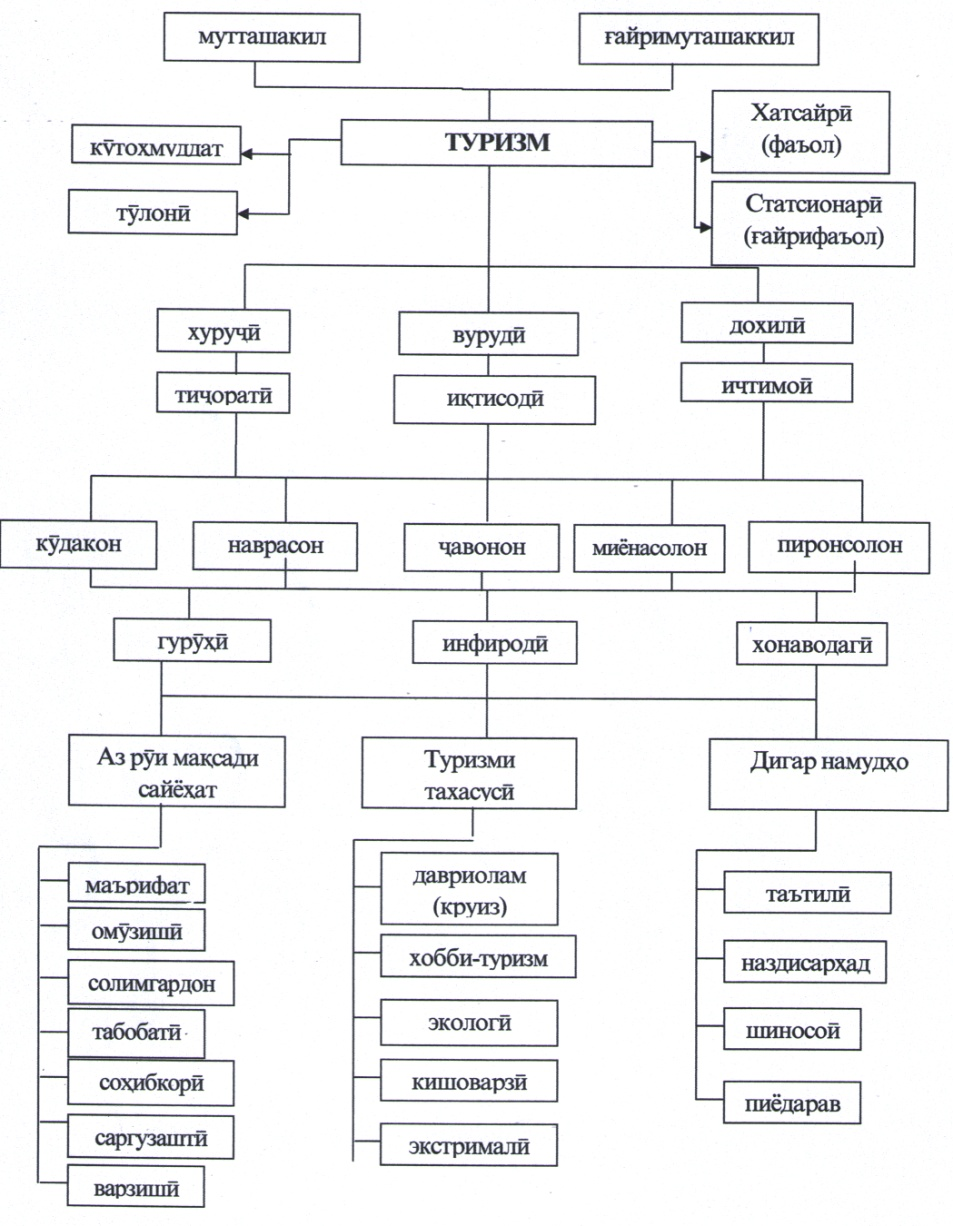 мутташакил
ғайримуташаккил
ТУРИЗМ
Хатсайрӣ
(фаъол)
кӯтоҳмуддат
тӯлонӣ
Статсионарӣ
(ғайрифаъол)
хуруҷӣ
вурудӣ
дохилӣ
тиҷоратӣ
иқтисодӣ
иҷтимоӣ
кӯдакон
наврасон
ҷавонон
миёнасолон
пиронсолон
гурӯҳӣ
инфиродӣ
хонаводагӣ
Аз рӯи мақсади
сайёҳат
Туризми
тахасусӣ
Дигар намудҳо
маърифат
омӯзишӣ
солимгардон
табобатӣ
соҳибкорӣ
саргузаштӣ
варзишӣ
давриолам
(круиз)
хобби-туризм
экологӣ
кишоварзӣ
экстрималӣ
таътилӣ
наздисарҳад
шиносоӣ
пиёдарав